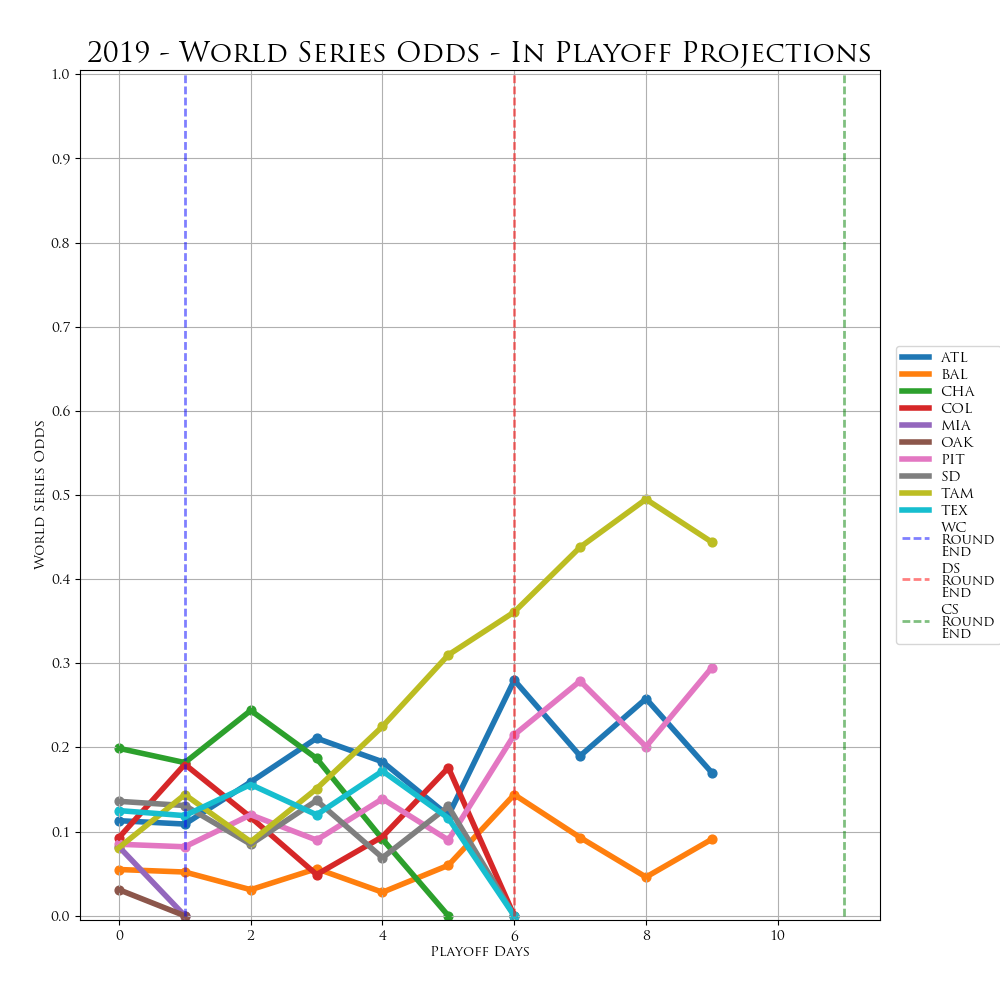 2019 - World Series Odds - In Playoff Projections
1.0
0.9
0.8
0.7
0.6
0.5
0.4
0.3
0.2
0.1
0.0
World Series Odds
0 2 4 6 8 10
Playoff Days
ATL
BAL
CHA
COL
MIA
OAK
PIT
SD
TAM
TEX
WC
Round
End
DS
Round
End
CS
Round
End